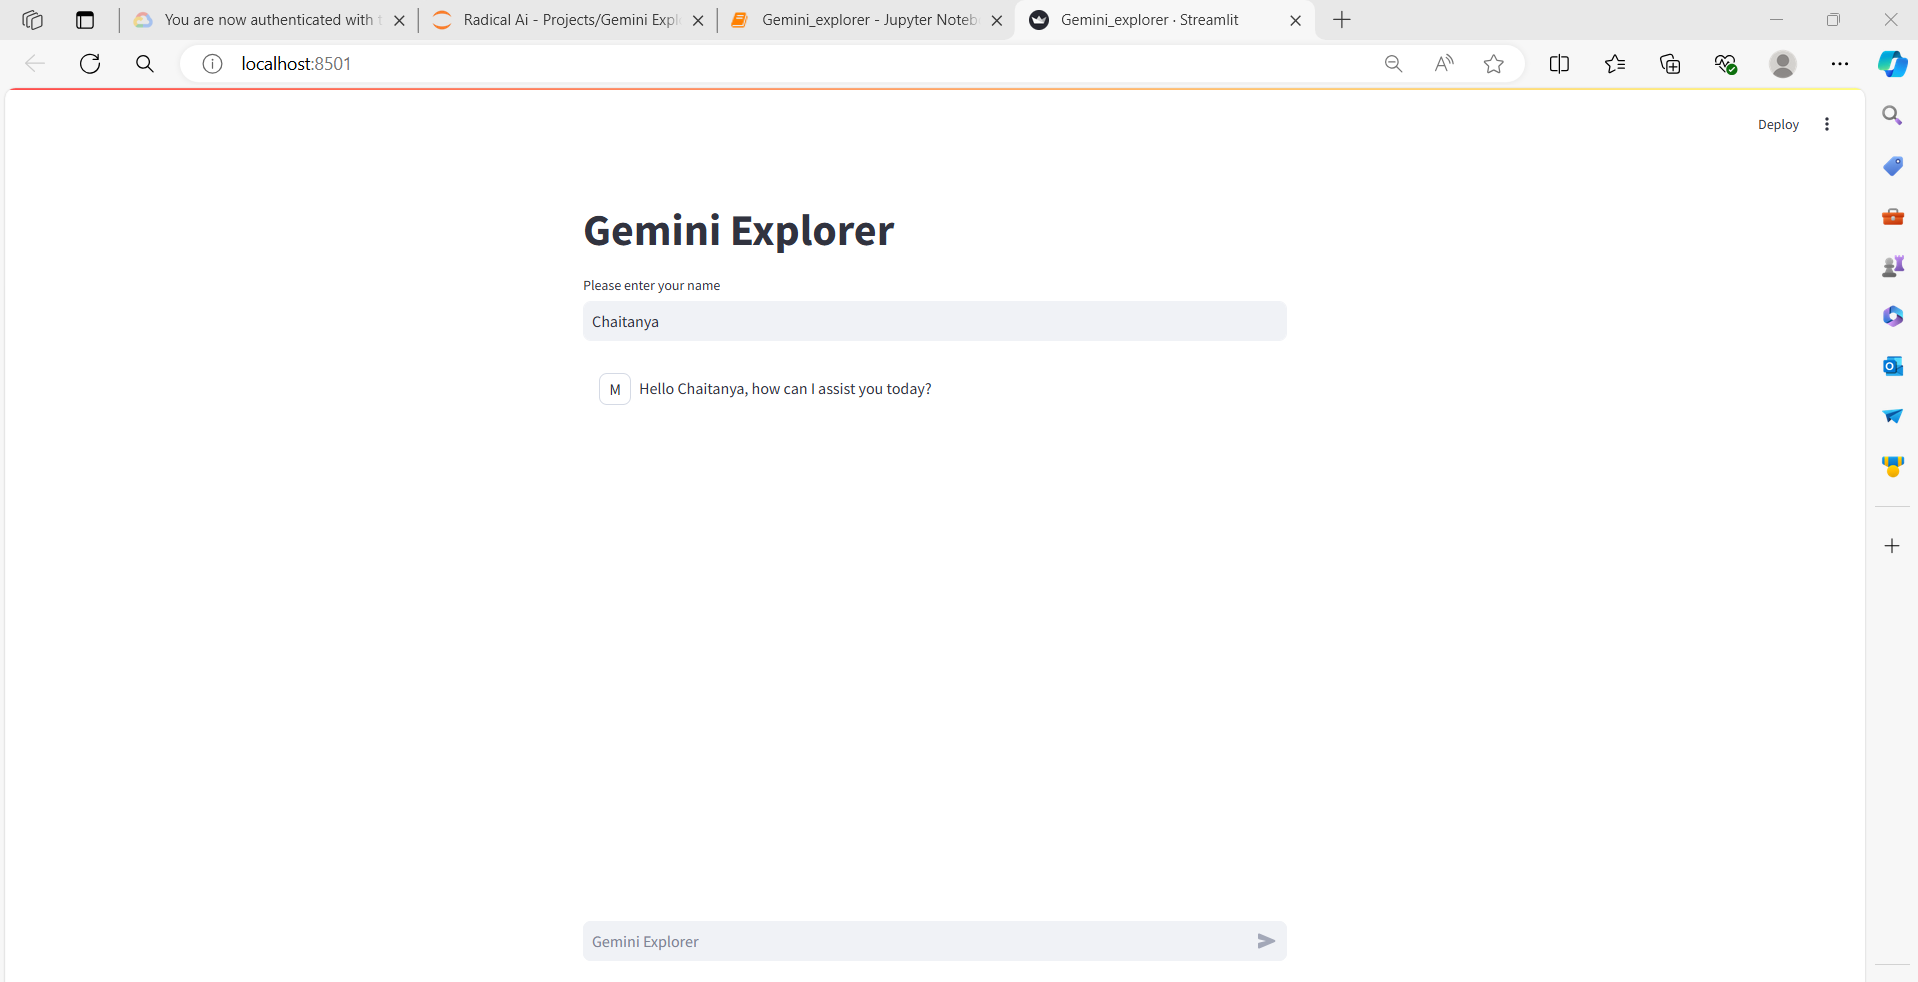 You are now authenticated with t
Radical Ai - Projects/Gemini Expl
Gemini_explorer - Jupyter Noteb
Gemini_explorer · Streamlit
localhost:8501
Deploy
Gemini Explorer
Please enter your name
Chaitanya
M Hello Chaitanya, how can I assist you today?
Gemini Explorer